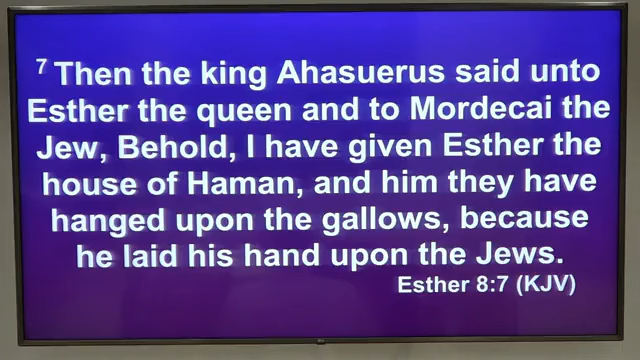 7 Then the king Ahasuerus said unto
Esther the queen and to Mordecai the
Jew, Behold, I have given Esther the
house of Haman, and him they have
hanged upon the gallows, because
he laid his hand upon the Jews.
Esther 8:7 (KJV)